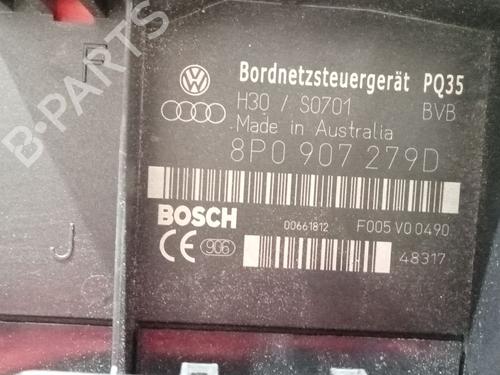 B-PARTS
P
Bordnetzsteuergerät PQ35
H30 / S0701 BVB
Made in Australia
8P0 907 279D
BOSCH
00661812 F005 V0 0490
CE 906
48317
J